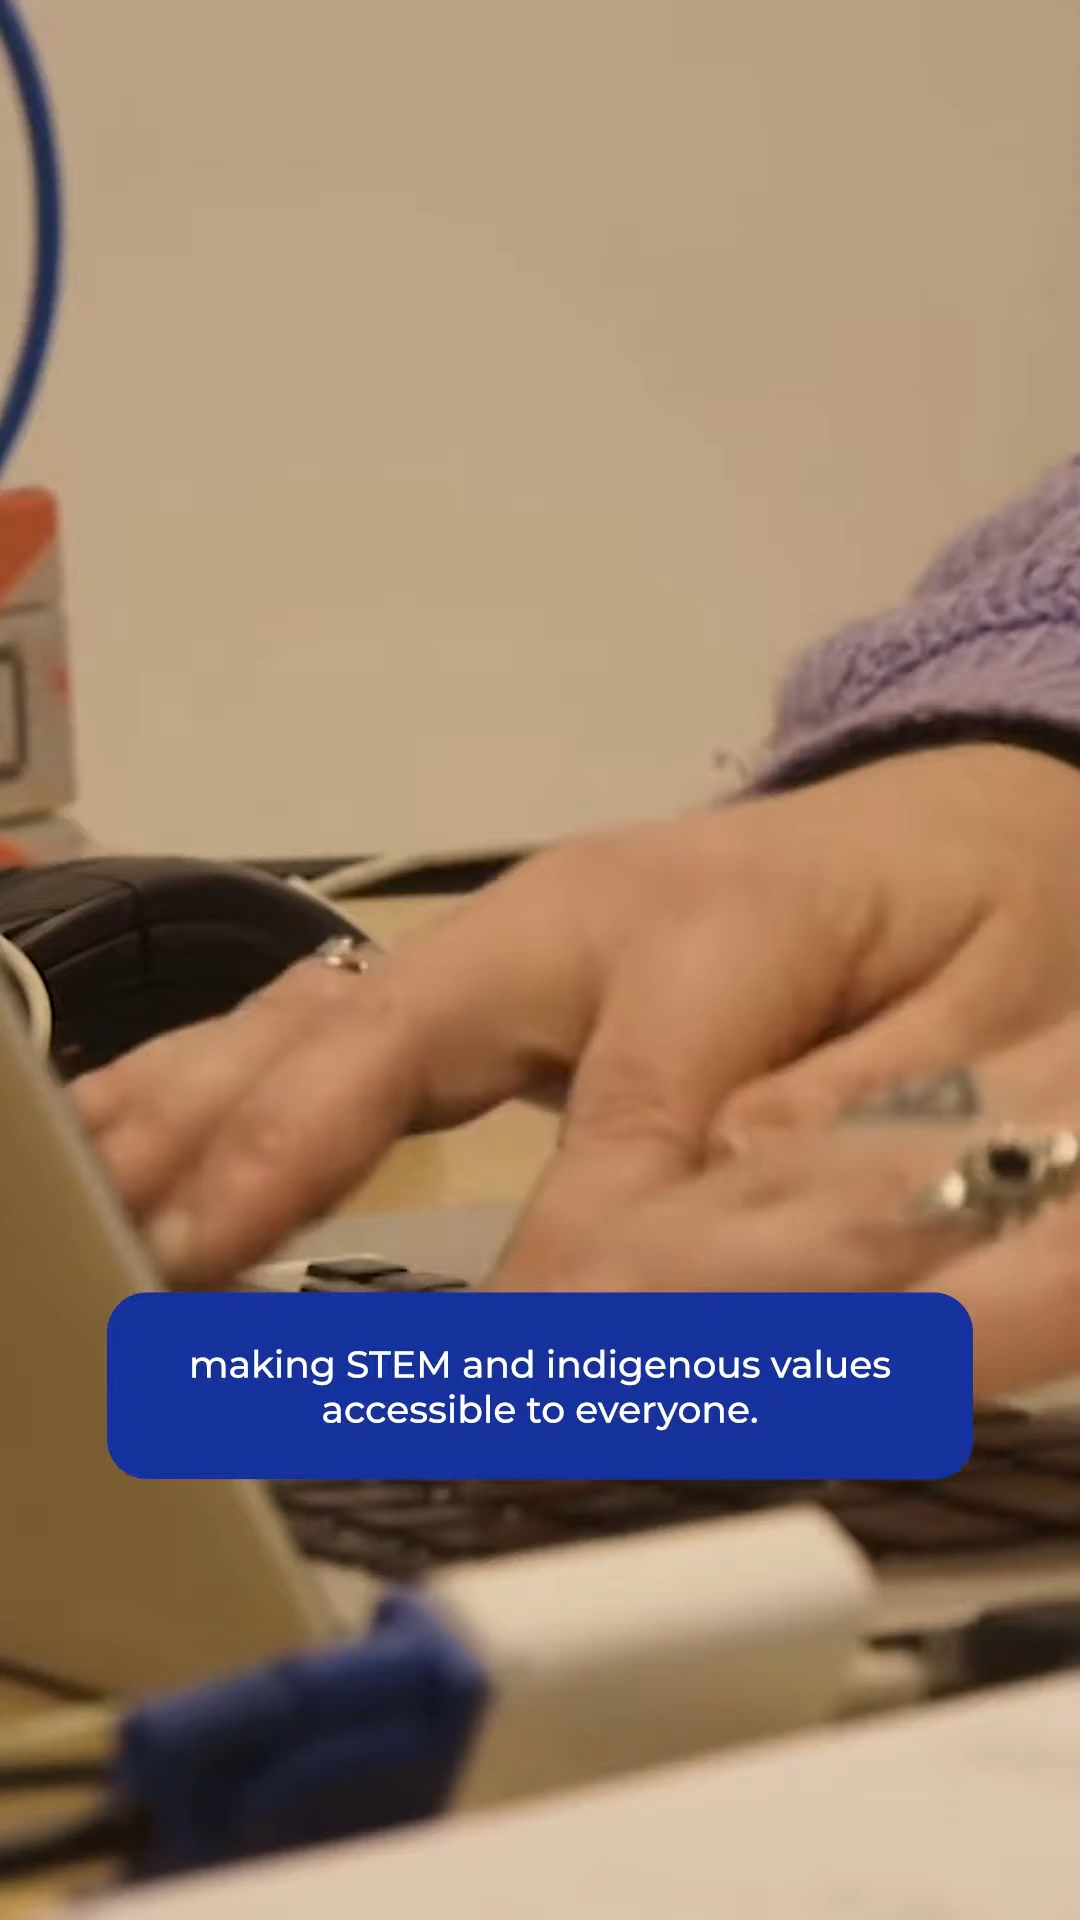 making STEM and indigenous values
accessible to everyone.